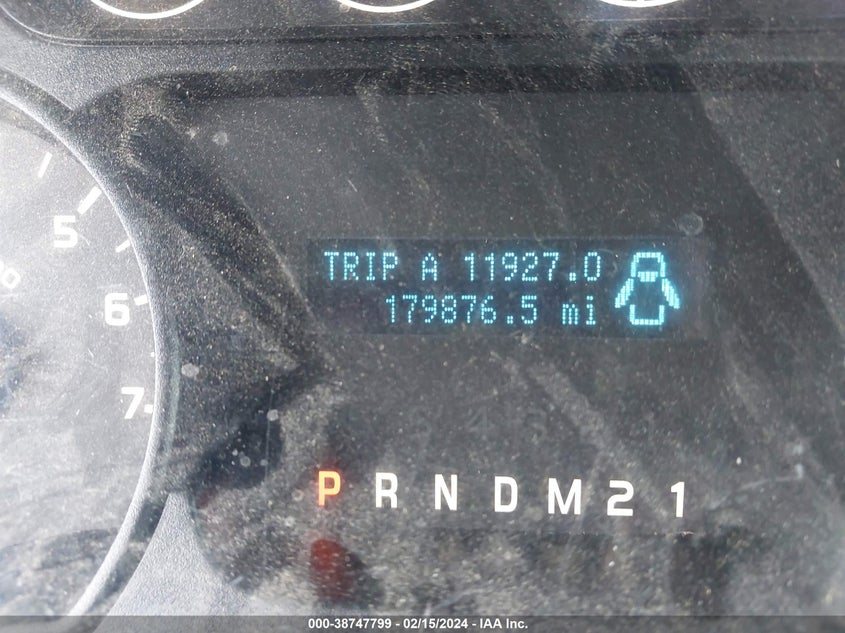 5
6
7
TRIP A 11927.0
179876.5 mi
P R N D M 2 1
000-38747799 - 02/15/2024 - IAA Inc.